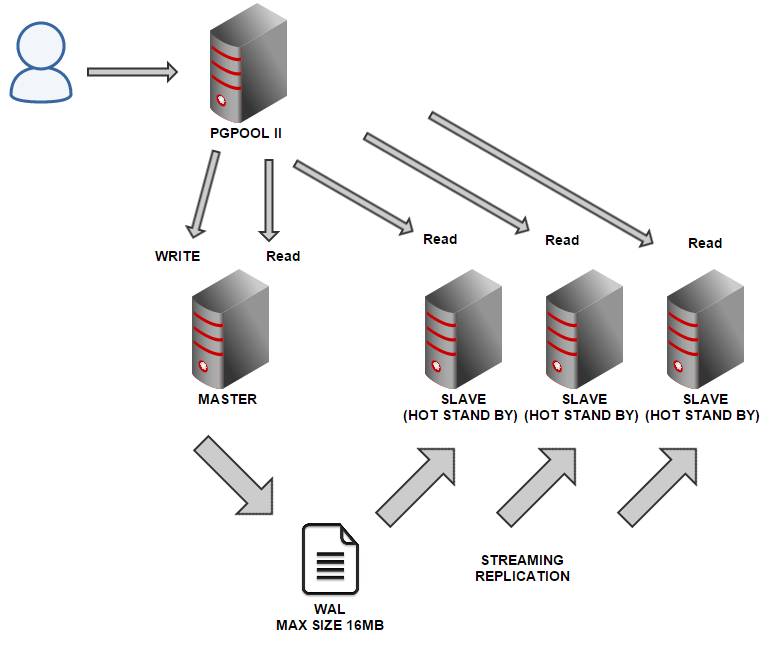 PGPOOL II
WRITE
Read
Read
Read
Read
MASTER
SLAVE
(HOT STAND BY)
SLAVE
(HOT STAND BY)
SLAVE
(HOT STAND BY)
STREAMING
REPLICATION
WAL
MAX SIZE 16MB